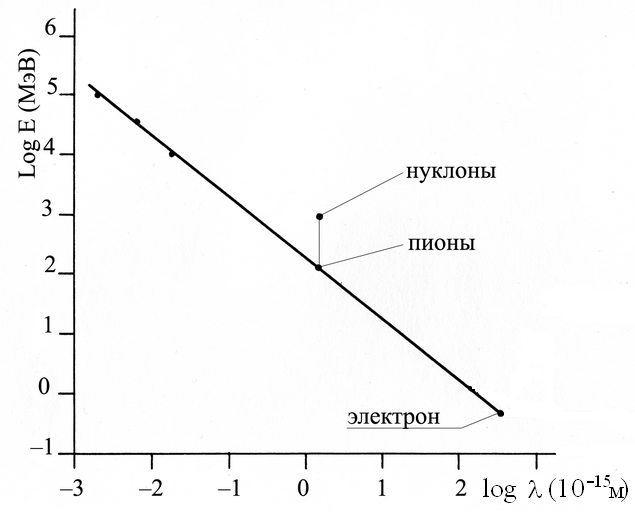 Log E (МэВ)
6
5
4
3
2
1
0
–1
нуклоны
пионы
электрон
–3
–2
–1
0
1
2
log λ (10⁻¹⁵м)